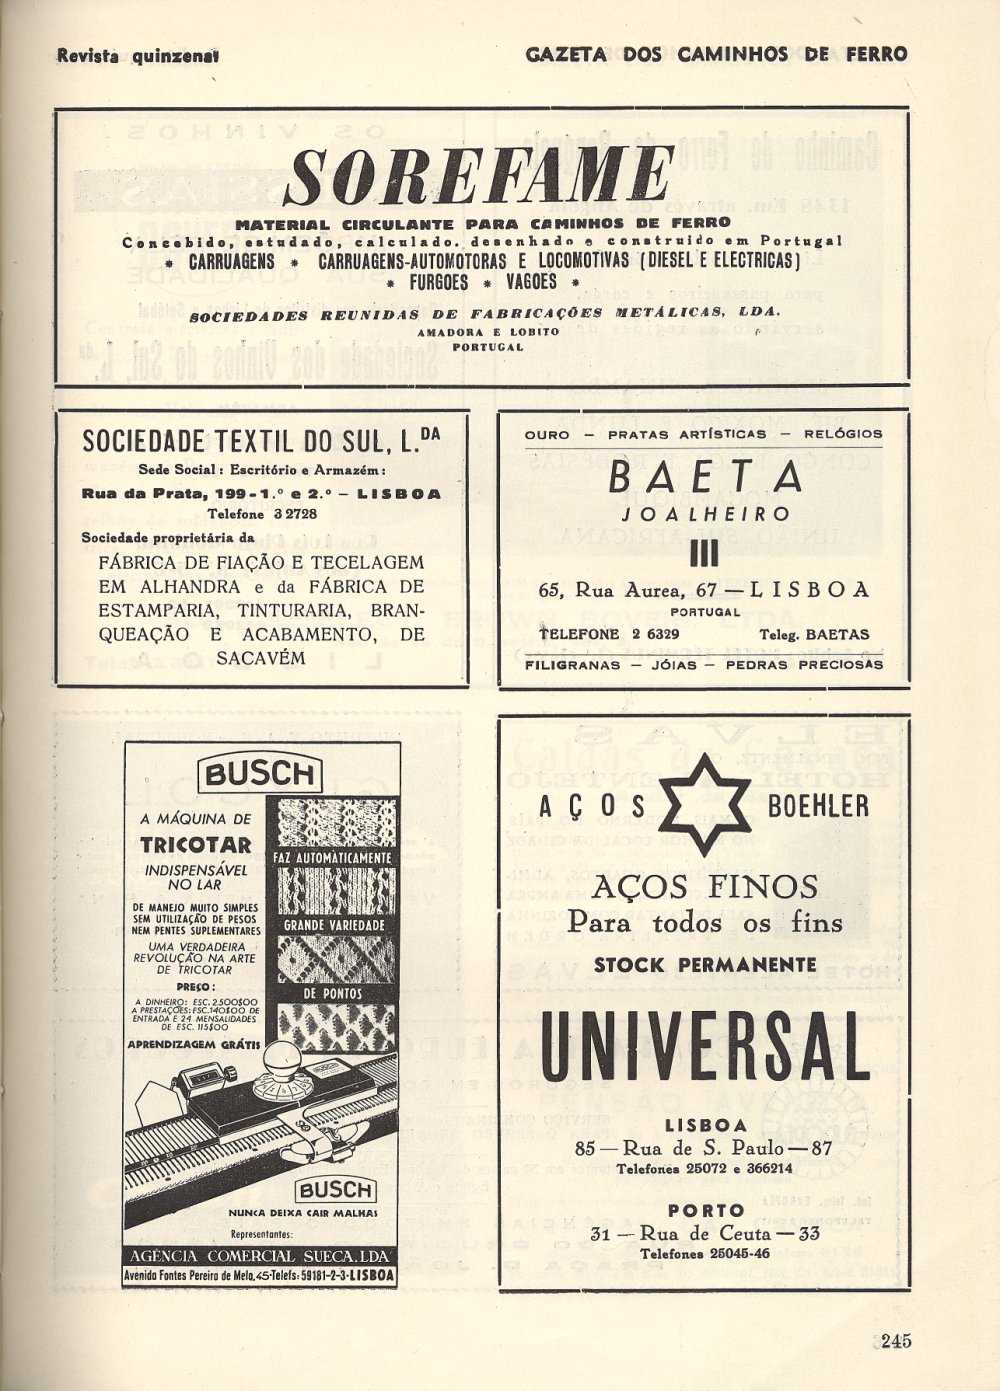 Revista quinzenal
GAZETA DOS CAMINHOS DE FERRO
SOREFAME
MATERIAL CIRCULANTE PARA CAMINHOS DE FERRO
Concebido, estudado, calculado, desenhado e construido em Portugal
* CARRUAGENS * CARRUAGENS-AUTOMOTORAS E LOCOMOTIVAS (DIESEL E ELECTRICAS)
* FURGOES * VAGOES *
SOCIEDADES REUNIDAS DE FABRICAÇÕES METÁLICAS, LDA.
AMADORA E LOBITO
PORTUGAL
SOCIEDADE TEXTIL DO SUL, L.DA
Sede Social: Escritório e Armazém:
Rua da Prata, 199-1.º e 2.º – LISBOA
Telefone 3 2728
Sociedade proprietária da
FÁBRICA DE FIAÇÃO E TECELAGEM
EM ALHANDRA e da FÁBRICA DE
ESTAMPARIA, TINTURARIA, BRAN-
QUEAÇÃO E ACABAMENTO, DE
SACAVÉM
OURO – PRATAS ARTÍSTICAS – RELÓGIOS
BAETA
JOALHEIRO
65, Rua Aurea, 67 — LISBOA
PORTUGAL
TELEFONE 2 6329 Teleg. BAETAS
FILIGRANAS – JÓIAS – PEDRAS PRECIOSAS
BUSCH
A MÁQUINA DE
TRICOTAR
INDISPENSÁVEL
NO LAR
DE MANEJO MUITO SIMPLES
SEM UTILIZAÇÃO DE PESOS
NEM PENTES SUPLEMENTARES
UMA VERDADEIRA
REVOLUÇÃO NA ARTE
DE TRICOTAR
PREÇO:
A DINHEIRO: ESC. 2.500$00
A PRESTAÇÕES: ESC. 140$00 DE
ENTRADA E 24 MENSALIDADES
DE ESC. 115$00
APRENDIZAGEM GRÁTIS
FAZ AUTOMÀTICAMENTE
GRANDE VARIEDADE
DE PONTOS
BUSCH
BUSCH
NUNCA DEIXA CAIR MALHAS
Representantes:
AGÊNCIA COMERCIAL SUECA, LDA
Avenida Fontes Pereira de Melo, 45-Telefs: 59181-2-3-LISBOA
AÇOS BOEHLER
AÇOS FINOS
Para todos os fins
STOCK PERMANENTE
UNIVERSAL
LISBOA
85 — Rua de S. Paulo — 87
Telefones 25072 e 366214
PORTO
31 — Rua de Ceuta — 33
Telefones 25045-46
245